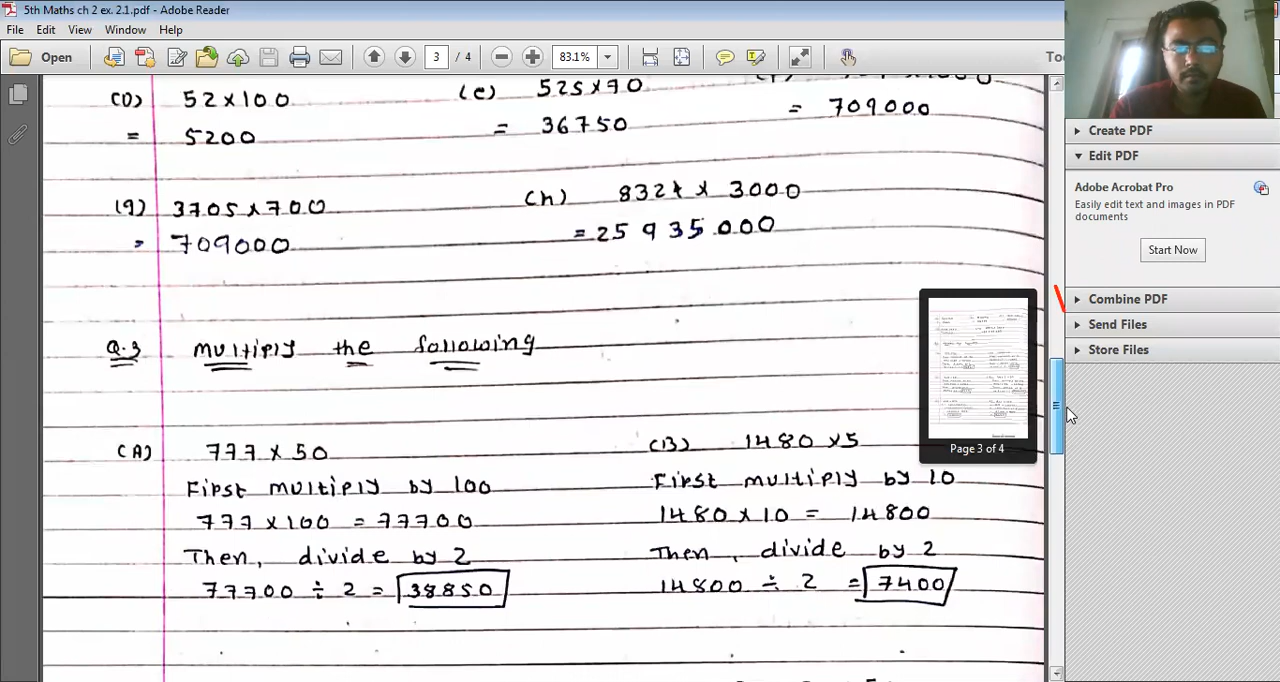 5th Maths ch 2 ex. 2.1.pdf - Adobe Reader
File Edit View Window Help
Open 3 / 4 83.1% To
(D) 52 x 100 (e) 525 x 70
= 5200 = 36750 = 709000
(g) 3705 x 700 (h) x 3000
= 709000 = 25 9 35 000
Q.3 multiply the following
(A) 777 x 50 (B) 1480 x 5
First multiply by 100 First multiply by 10
777 x 100 = 77700 1480 x 10 = 14800
Then, divide by 2 Then, divide by 2
77700 ÷ 2 = 38850 14800 ÷ 2 = 7400
Page 3 of 4
Create PDF
Edit PDF
Adobe Acrobat Pro
Easily edit text and images in PDF
documents
Start Now
Combine PDF
Send Files
Store Files